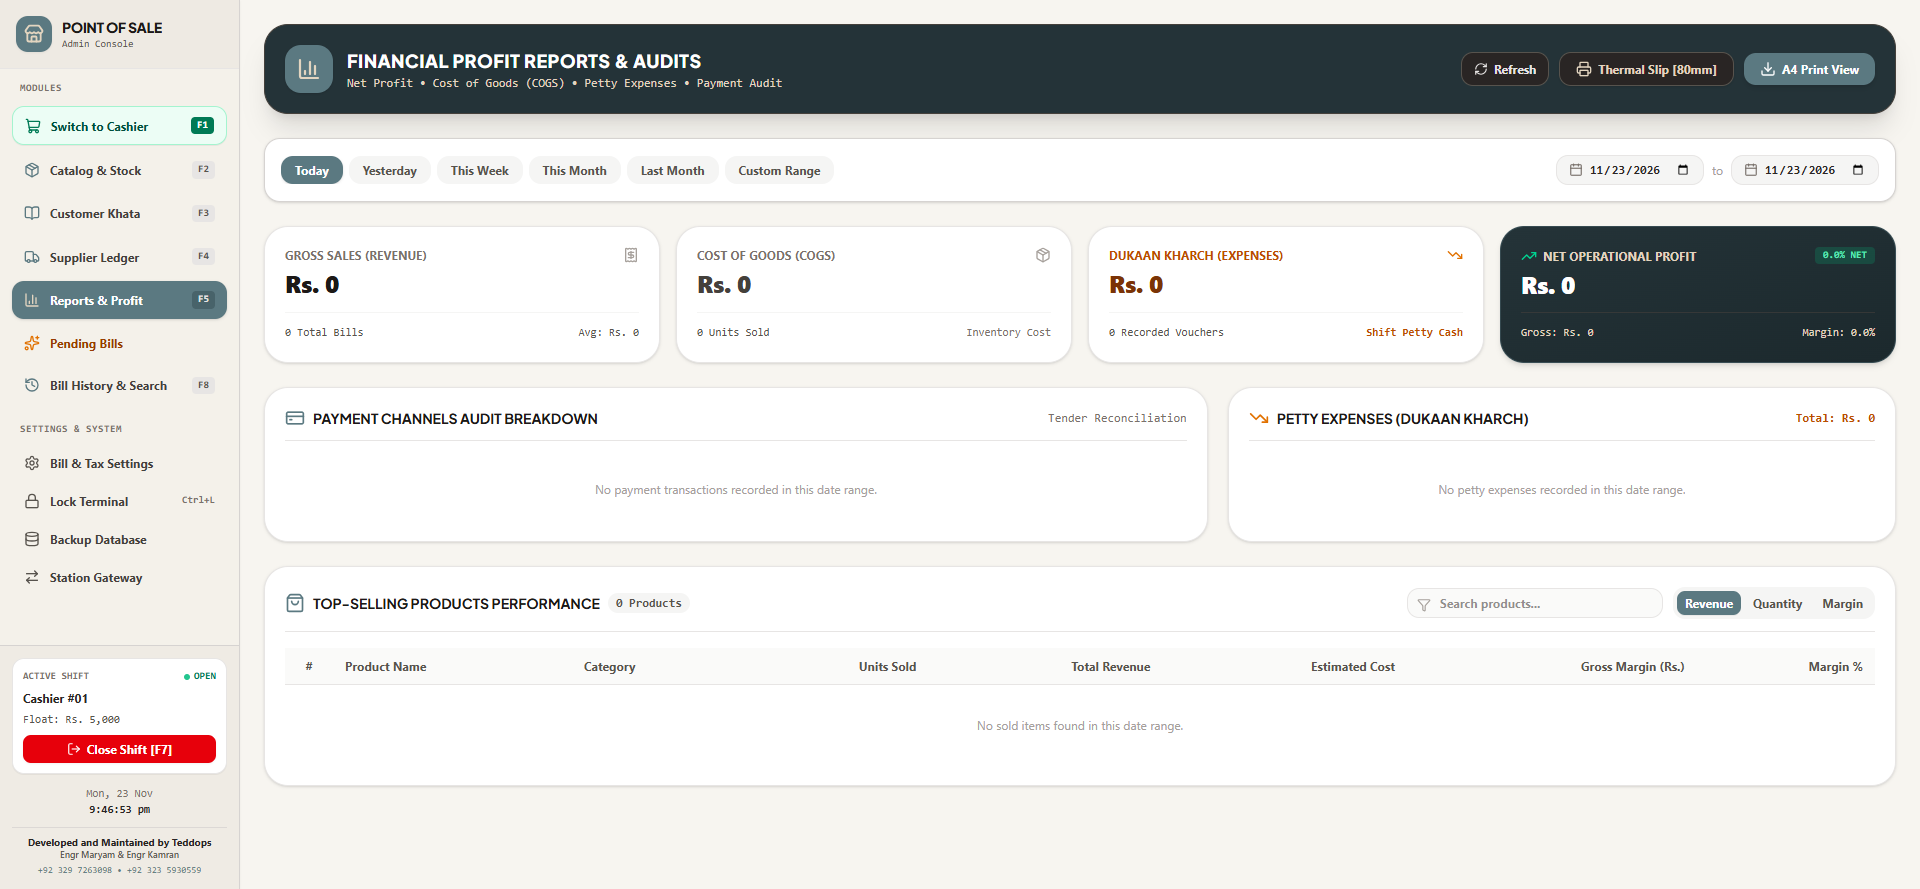 POINT OF SALE
Admin Console
MODULES
Switch to Cashier F1
Catalog & Stock F2
Customer Khata F3
Supplier Ledger F4
Reports & Profit F5
Pending Bills
Bill History & Search F8
SETTINGS & SYSTEM
Bill & Tax Settings
Lock Terminal Ctrl+L
Backup Database
Station Gateway
ACTIVE SHIFT OPEN
Cashier #01
Float: Rs. 5,000
Close Shift [F7]
Mon, 23 Nov
9:46:53 pm
Developed and Maintained by Teddops
Engr Maryam & Engr Kamran
+92 329 7263098 • +92 323 5930559
FINANCIAL PROFIT REPORTS & AUDITS
Net Profit • Cost of Goods (COGS) • Petty Expenses • Payment Audit
Refresh
Thermal Slip [80mm]
A4 Print View
Today Yesterday This Week This Month Last Month Custom Range
11/23/2026 to 11/23/2026
GROSS SALES (REVENUE)
Rs. 0
0 Total Bills Avg: Rs. 0
COST OF GOODS (COGS)
Rs. 0
0 Units Sold Inventory Cost
DUKAAN KHARCH (EXPENSES)
Rs. 0
0 Recorded Vouchers Shift Petty Cash
NET OPERATIONAL PROFIT 0.0% NET
Rs. 0
Gross: Rs. 0 Margin: 0.0%
PAYMENT CHANNELS AUDIT BREAKDOWN Tender Reconciliation
No payment transactions recorded in this date range.
PETTY EXPENSES (DUKAAN KHARCH) Total: Rs. 0
No petty expenses recorded in this date range.
TOP-SELLING PRODUCTS PERFORMANCE 0 Products
Search products...
Revenue Quantity Margin
# Product Name Category Units Sold Total Revenue Estimated Cost Gross Margin (Rs.) Margin %
No sold items found in this date range.